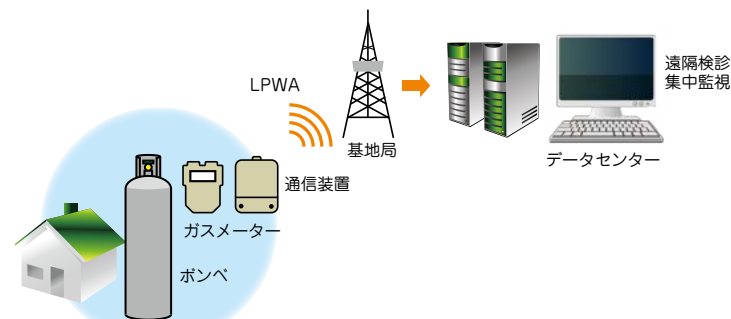 LPWA
基地局
遠隔検診
集中監視
データセンター
通信装置
ガスメーター
ボンベ